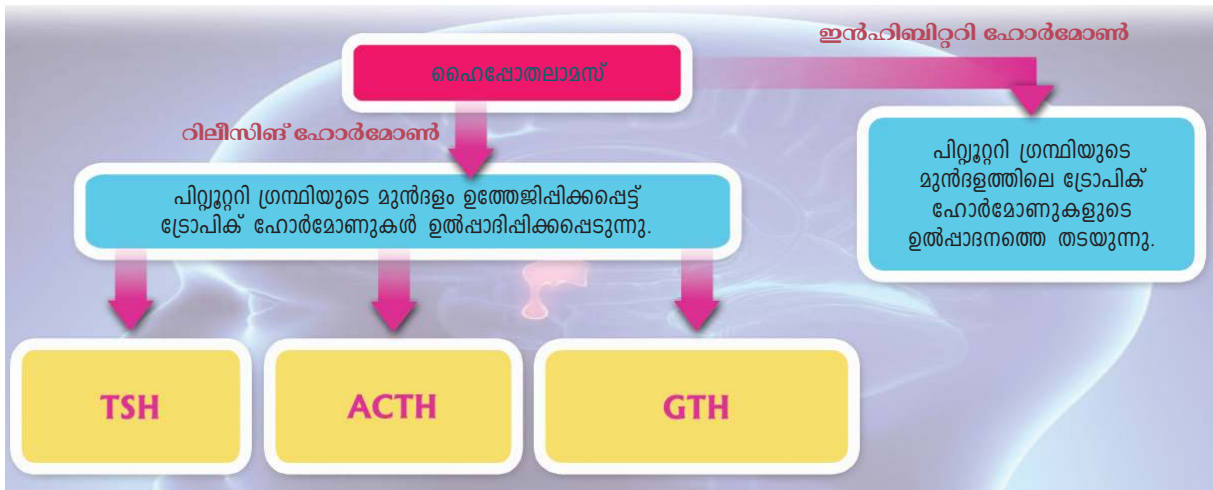 ഇൻഹിബിറ്ററി ഹോർമോൺ
ഹൈപ്പോതലാമസ്
റിലീസിങ് ഹോർമോൺ
പിറ്റ്യൂറ്ററി ഗ്രന്ഥിയുടെ മുൻദളം ഉത്തേജിപ്പിക്കപ്പെട്ട്
ട്രോപിക് ഹോർമോണുകൾ ഉൽപ്പാദിപ്പിക്കപ്പെടുന്നു.
പിറ്റ്യൂറ്ററി ഗ്രന്ഥിയുടെ
മുൻദളത്തിലെ ട്രോപിക്
ഹോർമോണുകളുടെ
ഉൽപ്പാദനത്തെ തടയുന്നു.
TSH
ACTH
GTH